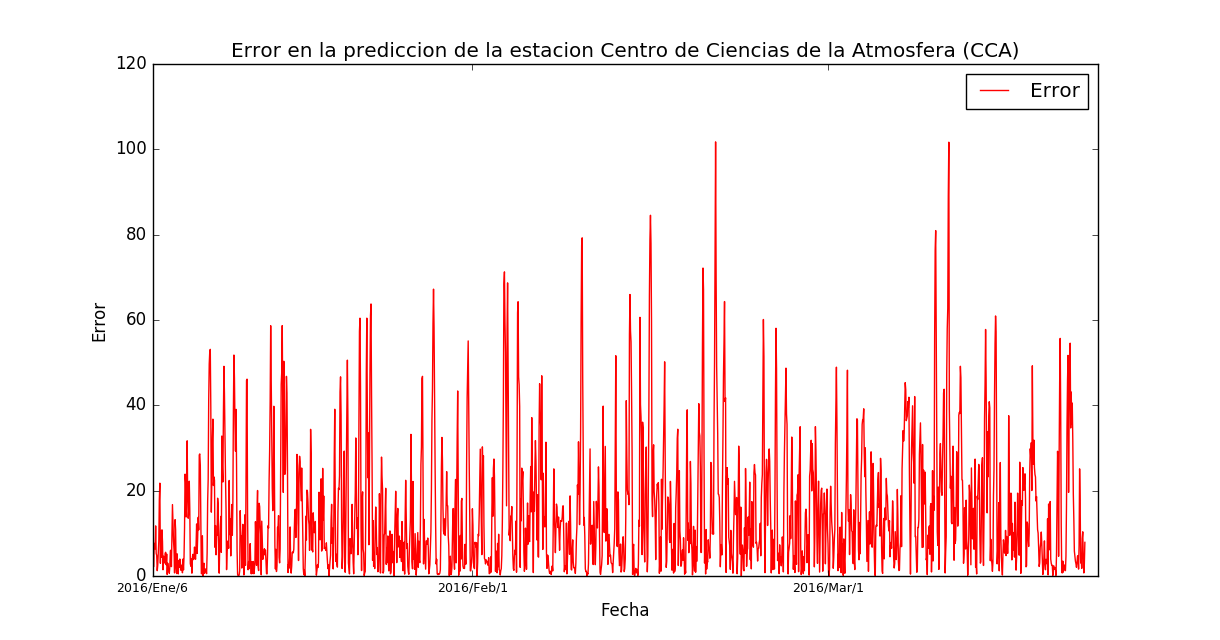 Error en la prediccion de la estacion Centro de Ciencias de la Atmosfera (CCA)
Error
120
100
80
60
40
20
0
Error
2016/Ene/6
2016/Feb/1
2016/Mar/1
Fecha